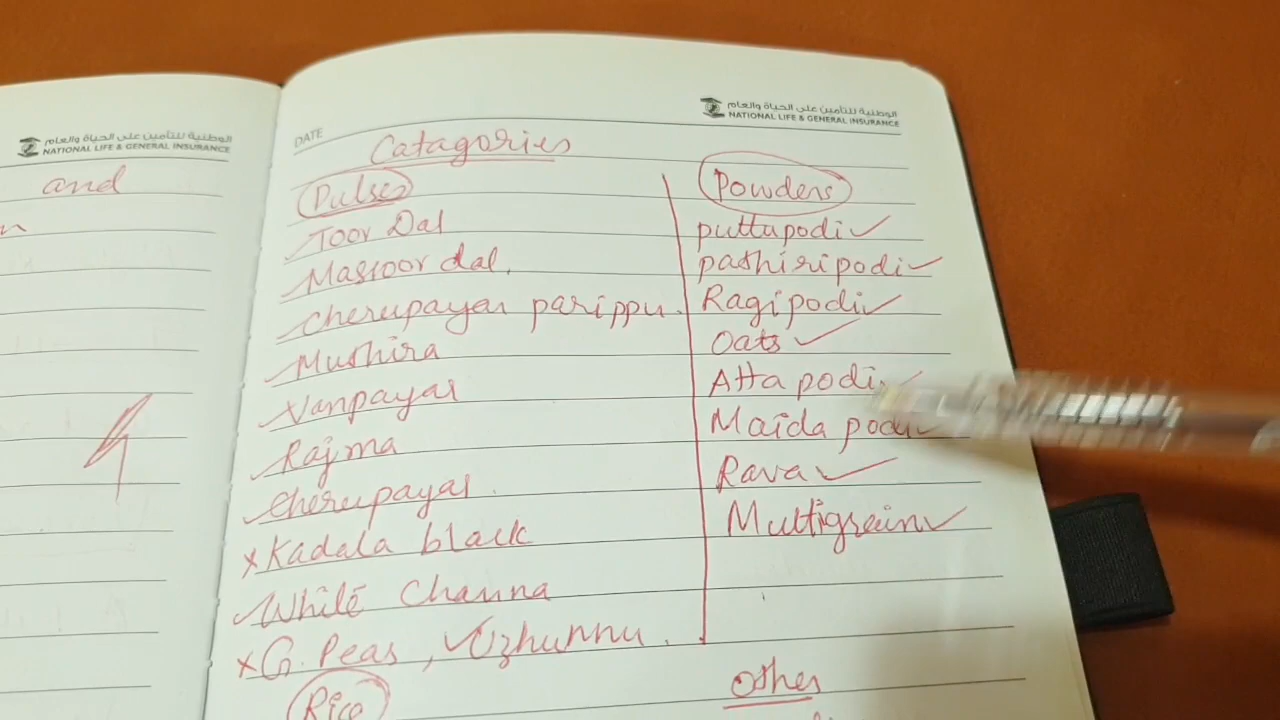 الوطنية للتأمين على الحياة والعام
NATIONAL LIFE & GENERAL INSURANCE
and
الوطنية للتأمين على الحياة والعام
NATIONAL LIFE & GENERAL INSURANCE
DATE
Catagories
Pulses
✓Toor Dal
✓Massoor dal.
✓Cherupayar parippu.
✓Muthira
✓Vanpayar
✓Rajma
✓Cherupayar.
×Kadala black
✓White Channa
×G. Peas, ✓Uzhunnu.
Rice
Powders
puttupodi✓
pathiripodi✓
Ragipodi✓
Oats✓
Atta podi✓
Maida podi✓
Rava✓
Multigrain✓
Other